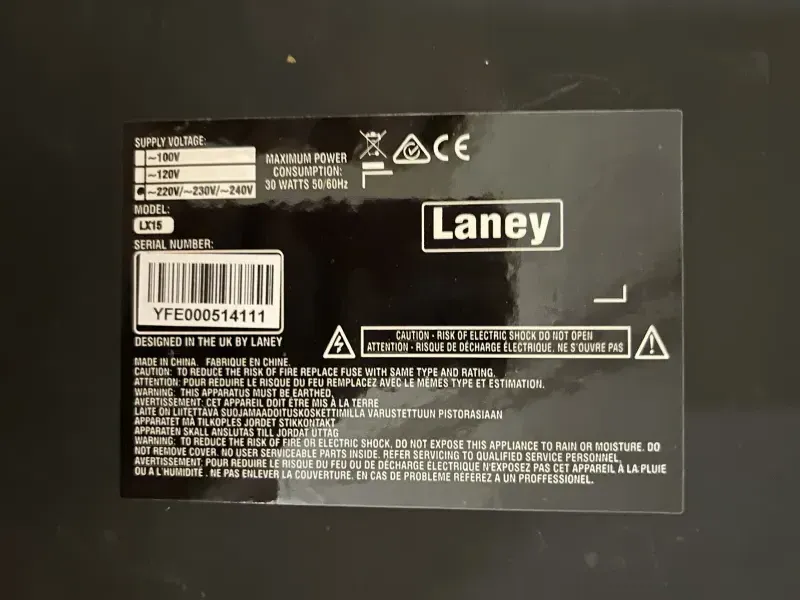 SUPPLY VOLTAGE:
~100V
~120V
~220V/~230V/~240V
MAXIMUM POWER
CONSUMPTION:
30 WATTS 50/60Hz
CE
MODEL:
LX15
SERIAL NUMBER:
YFE000514111
DESIGNED IN THE UK BY LANEY
Laney
CAUTION - RISK OF ELECTRIC SHOCK DO NOT OPEN
ATTENTION - RISQUE DE DÉCHARGE ÉLECTRIQUE. NE S'OUVRE PAS
MADE IN CHINA. FABRIQUE EN CHINE.
CAUTION: TO REDUCE THE RISK OF FIRE REPLACE FUSE WITH SAME TYPE AND RATING.
ATTENTION: POUR RÉDUIRE LE RISQUE DU FEU REMPLACEZ AVEC LE MÊMES TYPE ET ESTIMATION.
WARNING: THIS APPARATUS MUST BE EARTHED.
AVERTISSEMENT: CET APPAREIL DOIT ÊTRE MIS À LA TERRE
LAITE ON LIITETTAVA SUOJAMAADOITUSKOSKETTIMILLA VARUSTETTUUN PISTORASIAAN
APPARATET MÅ TILKOPLES JORDET STIKKONTAKT
APPARATEN SKALL ANSLUTAS TILL JORDAT UTTAG
WARNING: TO REDUCE THE RISK OF FIRE OR ELECTRIC SHOCK, DO NOT EXPOSE THIS APPLIANCE TO RAIN OR MOISTURE. DO
NOT REMOVE COVER. NO USER SERVICEABLE PARTS INSIDE. REFER SERVICING TO QUALIFIED SERVICE PERSONNEL.
AVERTISSEMENT: POUR RÉDUIRE LE RISQUE DU FEU OU DE DÉCHARGE ÉLECTRIQUE N'EXPOSEZ PAS CET APPAREIL À LA PLUIE
OU A L'HUMIDITÉ. NE PAS ENLEVER LA COUVERTURE. EN CAS DE PROBLÈME RÉFÉREZ A UN PROFFESSIONEL.